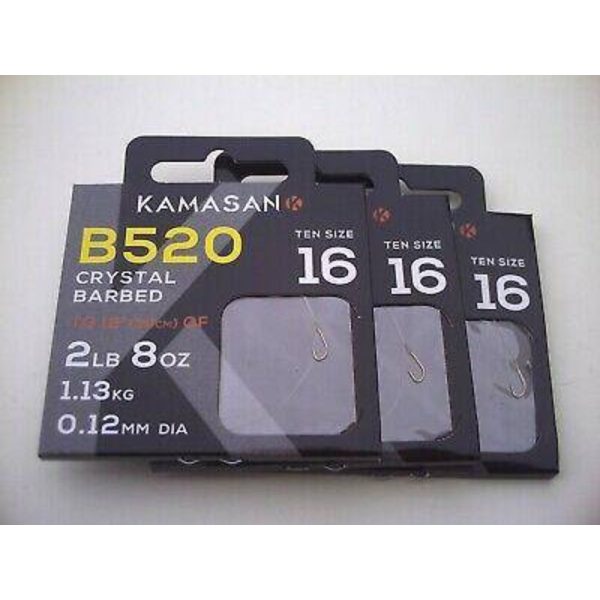 KAMASAN K
B520
CRYSTAL
BARBED
2LB 8OZ
1.13KG
0.12MM DIA
TEN SIZE
16
TEN SIZE
16
TEN SIZE
16